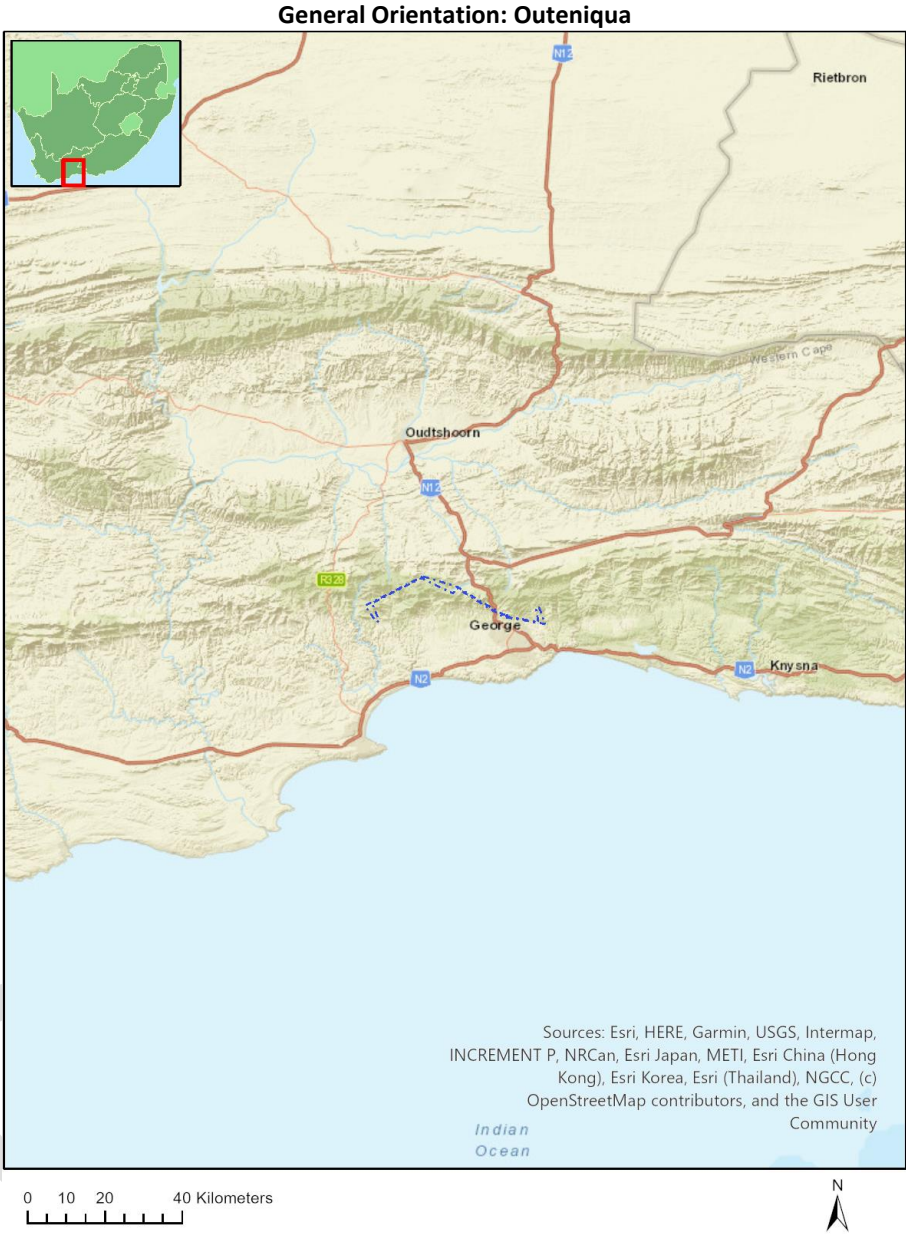 General Orientation: Outeniqua
N12
Rietbron
Western Cape
Oudtshoorn
N12
R328
George
N2
N2
Knysna
Sources: Esri, HERE, Garmin, USGS, Intermap,
INCREMENT P, NRCan, Esri Japan, METI, Esri China (Hong
Kong), Esri Korea, Esri (Thailand), NGCC, (c)
OpenStreetMap contributors, and the GIS User
Community
Indian
Ocean
0 10 20 40 Kilometers
N